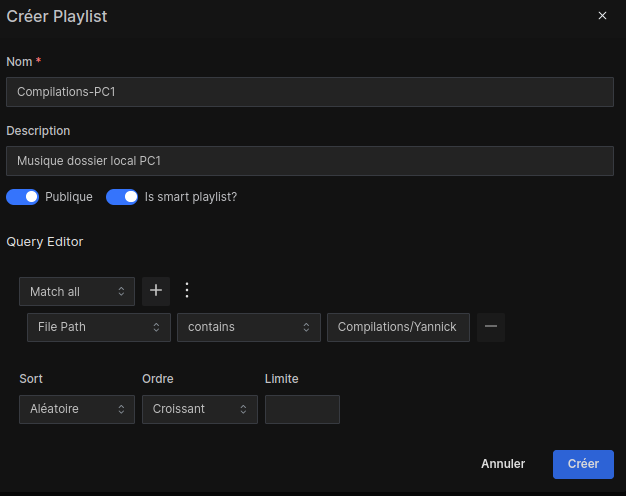 Créer Playlist
Nom *
Compilations-PC1
Description
Musique dossier local PC1
Publique Is smart playlist?
Query Editor
Match all
File Path contains Compilations/Yannick
Sort Ordre Limite
Aléatoire Croissant
Annuler Créer